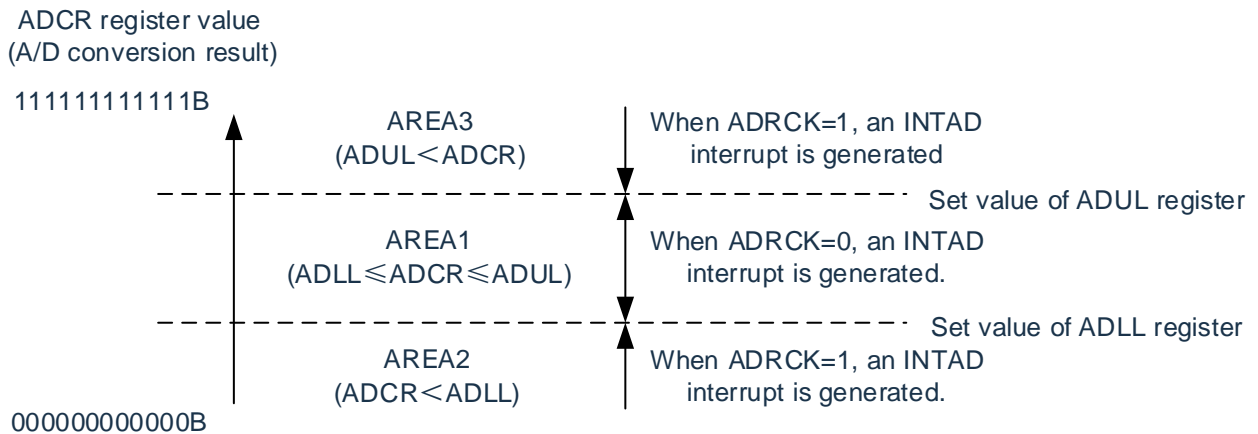 ADCR register value
(A/D conversion result)
111111111111B
AREA3
(ADUL<ADCR)
When ADRCK=1, an INTAD
interrupt is generated
Set value of ADUL register
AREA1
(ADLL≤ADCR≤ADUL)
When ADRCK=0, an INTAD
interrupt is generated.
Set value of ADLL register
AREA2
(ADCR<ADLL)
When ADRCK=1, an INTAD
interrupt is generated.
000000000000B